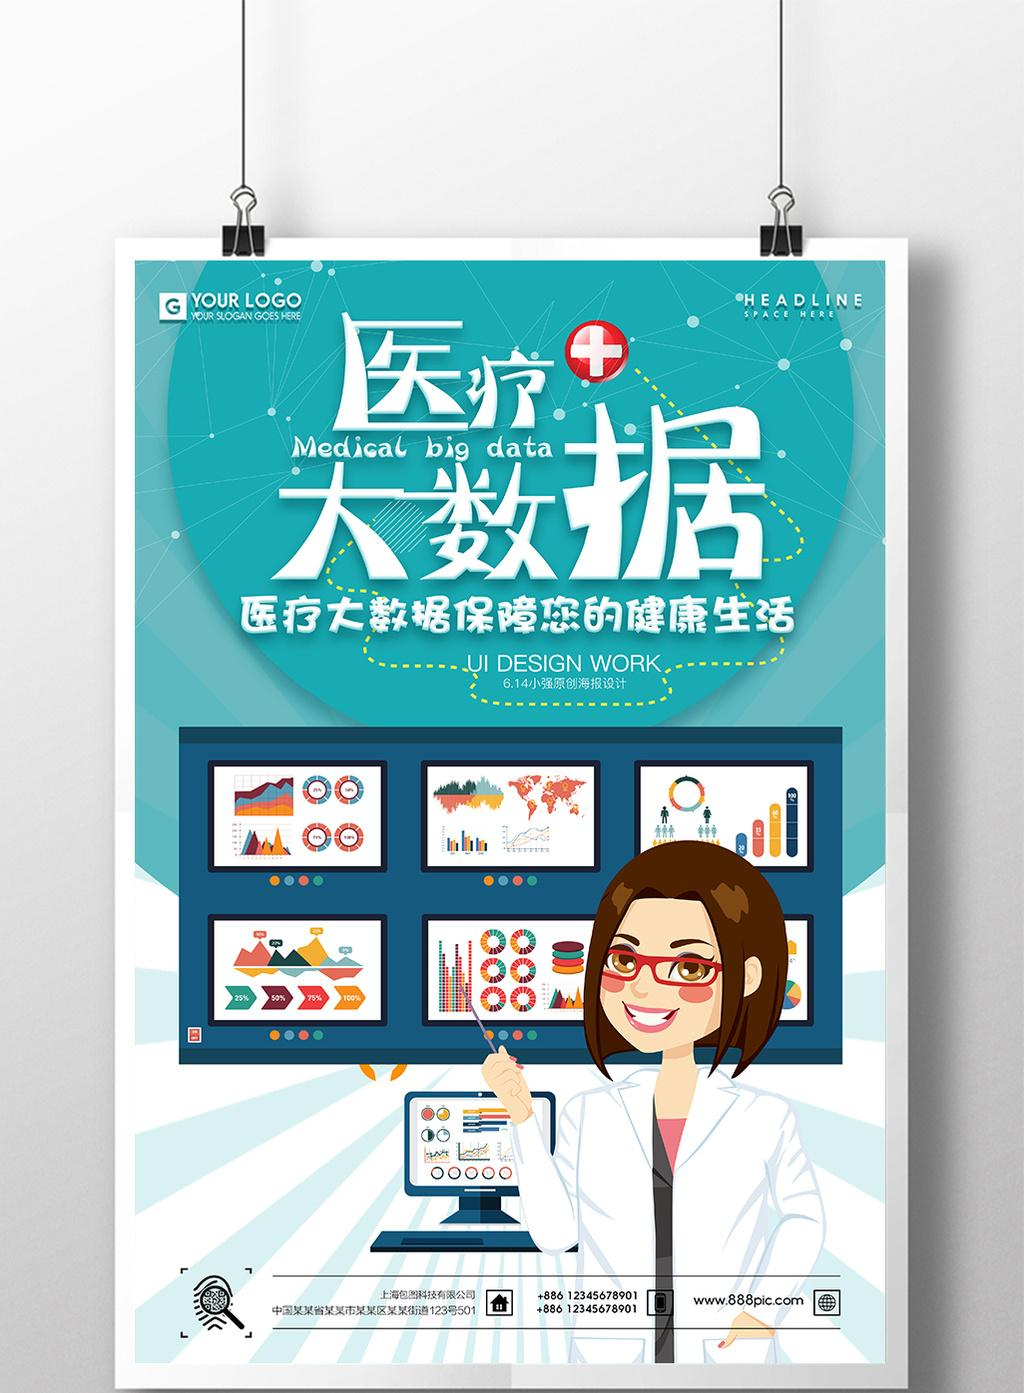 G YOUR LOGO
YOUR SLOGAN GOES HERE
HEADLINE
SPACE HERE
医疗
Medical big data
大数据
医疗大数据保障您的健康生活
UI DESIGN WORK
6.14小强原创海报设计
25%
50%
75%
100%
25%
50%
75%
100%
上海包图科技有限公司
中国某某省某某市某某区某某街道123号501
+886 12345678901
+886 12345678901
www.888pic.com